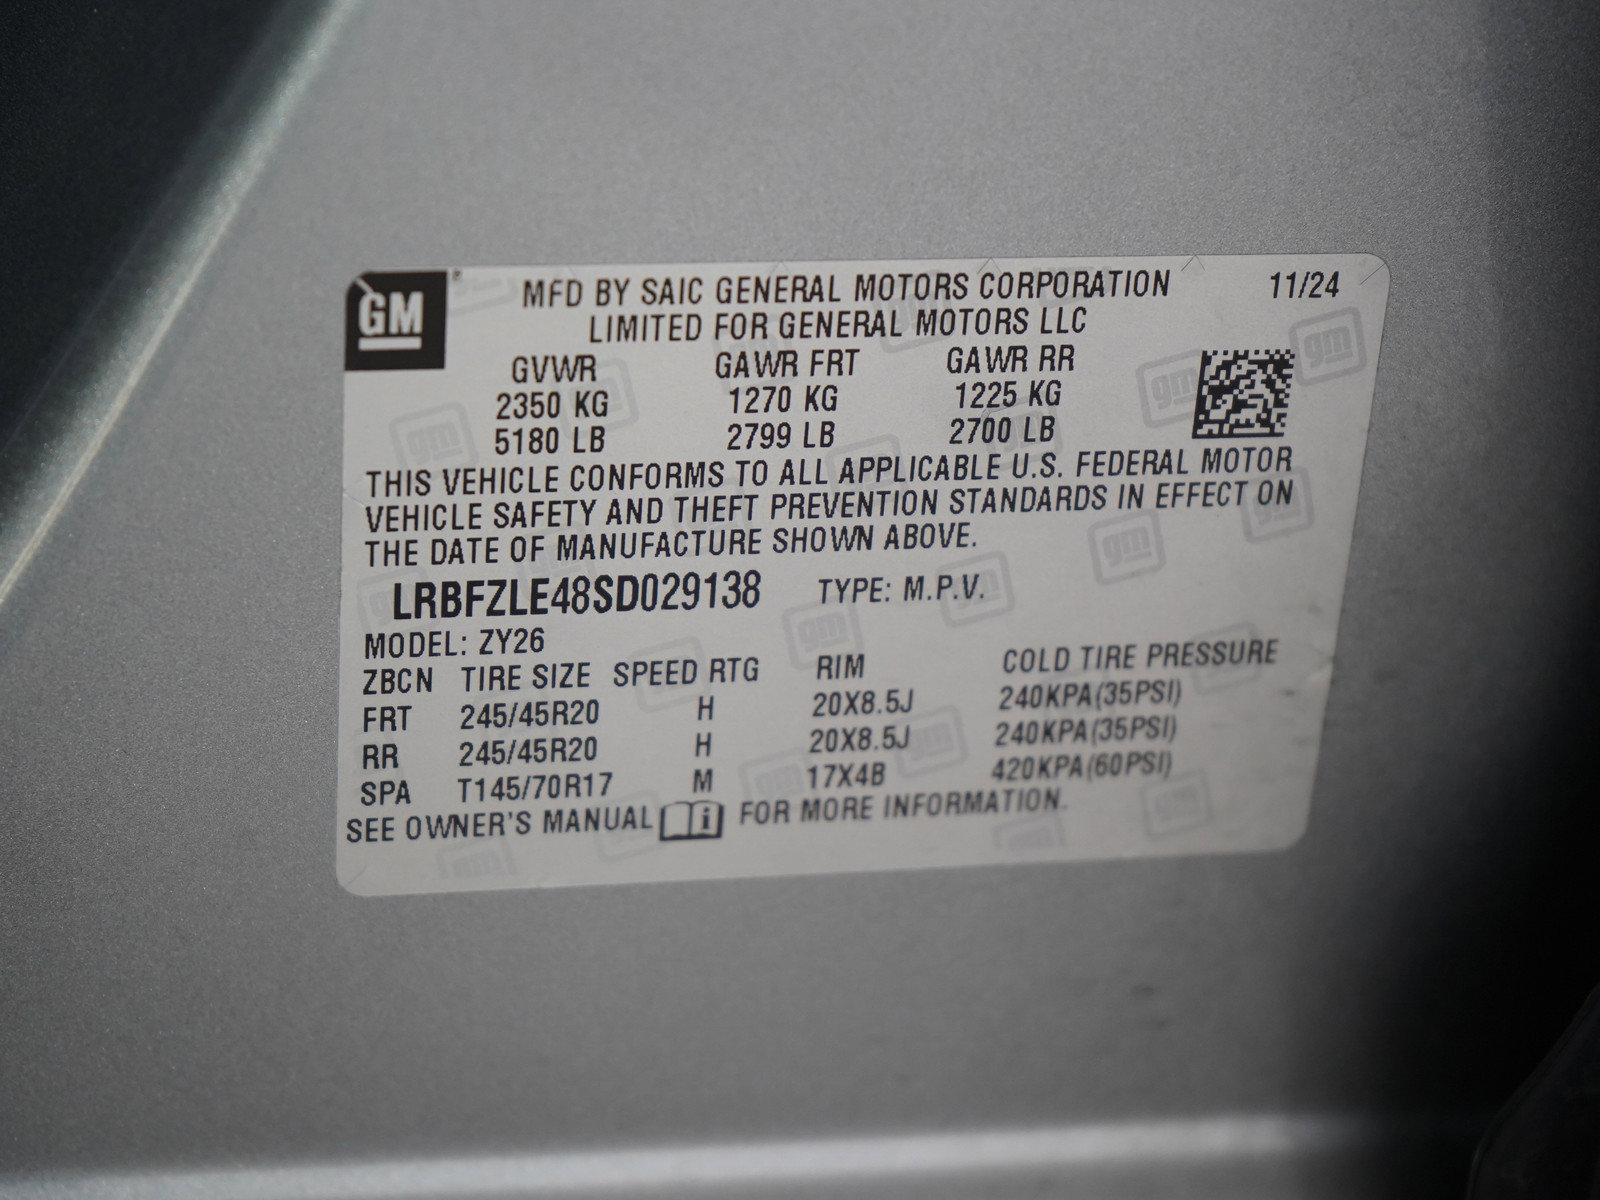 GM
MFD BY SAIC GENERAL MOTORS CORPORATION 11/24
LIMITED FOR GENERAL MOTORS LLC
GVWR GAWR FRT GAWR RR
2350 KG 1270 KG 1225 KG
5180 LB 2799 LB 2700 LB
THIS VEHICLE CONFORMS TO ALL APPLICABLE U.S. FEDERAL MOTOR
VEHICLE SAFETY AND THEFT PREVENTION STANDARDS IN EFFECT ON
THE DATE OF MANUFACTURE SHOWN ABOVE.
LRBFZLE48SD029138 TYPE: M.P.V.
MODEL: ZY26
ZBCN TIRE SIZE SPEED RTG RIM COLD TIRE PRESSURE
FRT 245/45R20 H 20X8.5J 240KPA(35PSI)
RR 245/45R20 H 20X8.5J 240KPA(35PSI)
SPA T145/70R17 M 17X4B 420KPA(60PSI)
SEE OWNER'S MANUAL i FOR MORE INFORMATION.